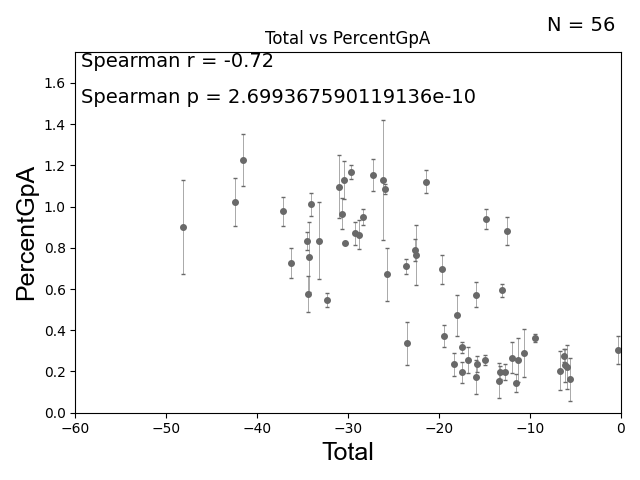 N = 56
Total vs PercentGpA
Spearman r = -0.72
Spearman p = 2.699367590119136e-10
PercentGpA
1.6
1.4
1.2
1.0
0.8
0.6
0.4
0.2
0.0
−60 −50 −40 −30 −20 −10 0
Total